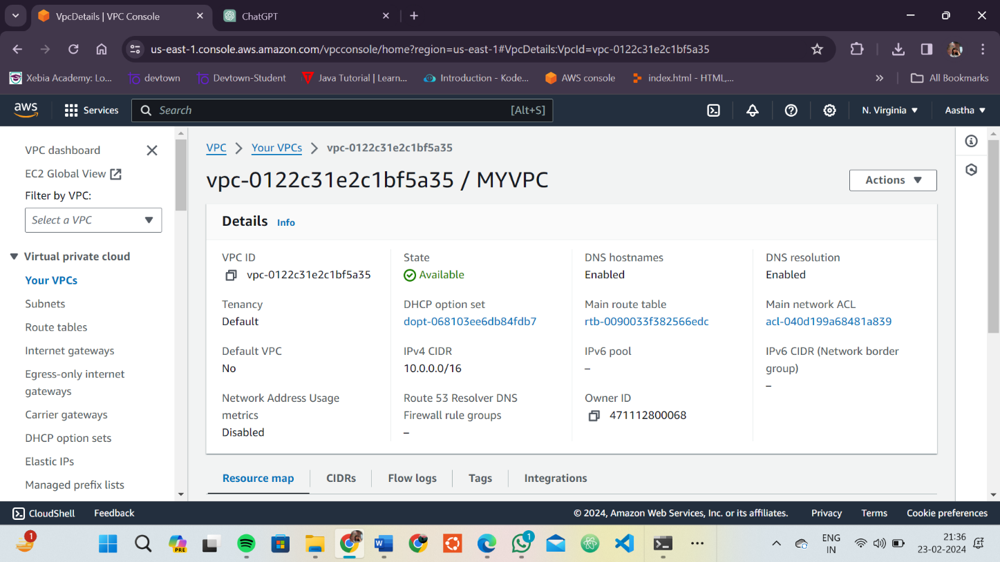 VpcDetails | VPC Console
ChatGPT
us-east-1.console.aws.amazon.com/vpcconsole/home?region=us-east-1#VpcDetails:VpcId=vpc-0122c31e2c1bf5a35
Xebia Academy: Lo...
devtown
Devtown-Student
Java Tutorial | Learn...
Introduction - Kode...
AWS console
index.html - HTML,...
All Bookmarks
aws
Services
Search
[Alt+S]
N. Virginia
Aastha
VPC dashboard
EC2 Global View
Filter by VPC:
Select a VPC
Virtual private cloud
Your VPCs
Subnets
Route tables
Internet gateways
Egress-only internet
gateways
Carrier gateways
DHCP option sets
Elastic IPs
Managed prefix lists
VPC
Your VPCs
vpc-0122c31e2c1bf5a35
vpc-0122c31e2c1bf5a35 / MYVPC
Actions
Details
Info
VPC ID
vpc-0122c31e2c1bf5a35
State
Available
DNS hostnames
Enabled
DNS resolution
Enabled
Tenancy
Default
DHCP option set
dopt-068103ee6db84fdb7
Main route table
rtb-0090033f382566edc
Main network ACL
acl-040d199a68481a839
Default VPC
No
IPv4 CIDR
10.0.0.0/16
IPv6 pool
–
IPv6 CIDR (Network border
group)
–
Network Address Usage
metrics
Disabled
Route 53 Resolver DNS
Firewall rule groups
–
Owner ID
471112800068
Resource map
CIDRs
Flow logs
Tags
Integrations
CloudShell
Feedback
© 2024, Amazon Web Services, Inc. or its affiliates.
Privacy
Terms
Cookie preferences
1
PRE
1
ENG
IN
21:36
23-02-2024